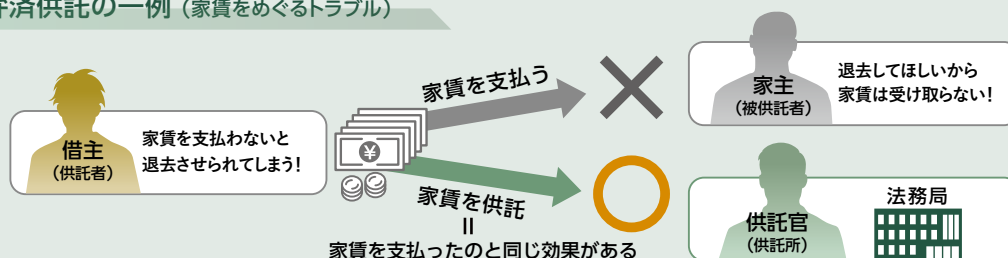 弁済供託の一例（家賃をめぐるトラブル）
借主
（供託者）
家賃を支払わないと
退去させられてしまう！
¥
家賃を支払う
家賃を供託
=
家賃を支払ったのと同じ効果がある
家主
（被供託者）
退去してほしいから
家賃は受け取らない！
供託官
（供託所）
法務局